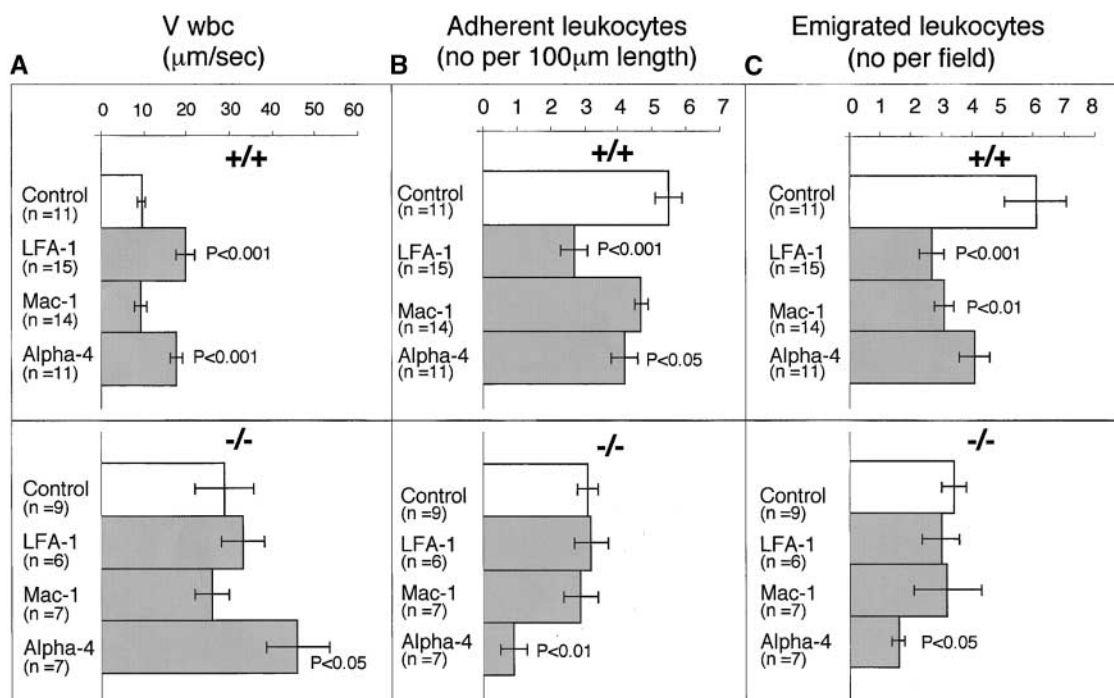 V wbc
(μm/sec)
Adherent leukocytes
(no per 100μm length)
Emigrated leukocytes
(no per field)
A
B
C
0 10 20 30 40 50 60
0 1 2 3 4 5 6 7
0 1 2 3 4 5 6 7 8
+/+
+/+
+/+
Control
(n =11)
LFA-1
(n =15)
P<0.001
Mac-1
(n =14)
Alpha-4
(n =11)
P<0.001
Control
(n =11)
LFA-1
(n =15)
P<0.001
Mac-1
(n =14)
Alpha-4
(n =11)
P<0.05
Control
(n =11)
LFA-1
(n =15)
P<0.001
Mac-1
(n =14)
P<0.01
Alpha-4
(n =11)
-/-
-/-
-/-
Control
(n =9)
LFA-1
(n =6)
Mac-1
(n =7)
Alpha-4
(n =7)
P<0.05
Control
(n =9)
LFA-1
(n =6)
Mac-1
(n =7)
Alpha-4
(n =7)
P<0.01
Control
(n =9)
LFA-1
(n =6)
Mac-1
(n =7)
Alpha-4
(n =7)
P<0.05